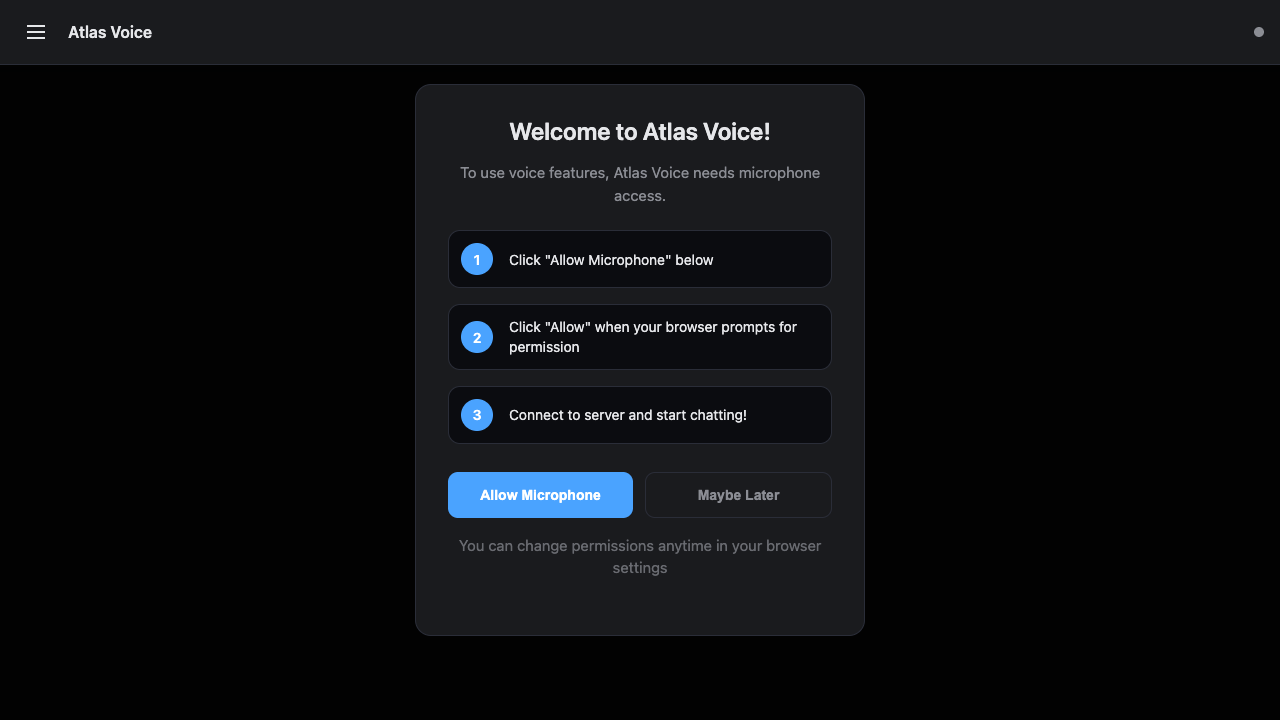 Atlas Voice
Welcome to Atlas Voice!
To use voice features, Atlas Voice needs microphone
access.
1
Click "Allow Microphone" below
2
Click "Allow" when your browser prompts for
permission
3
Connect to server and start chatting!
Allow Microphone
Maybe Later
You can change permissions anytime in your browser
settings